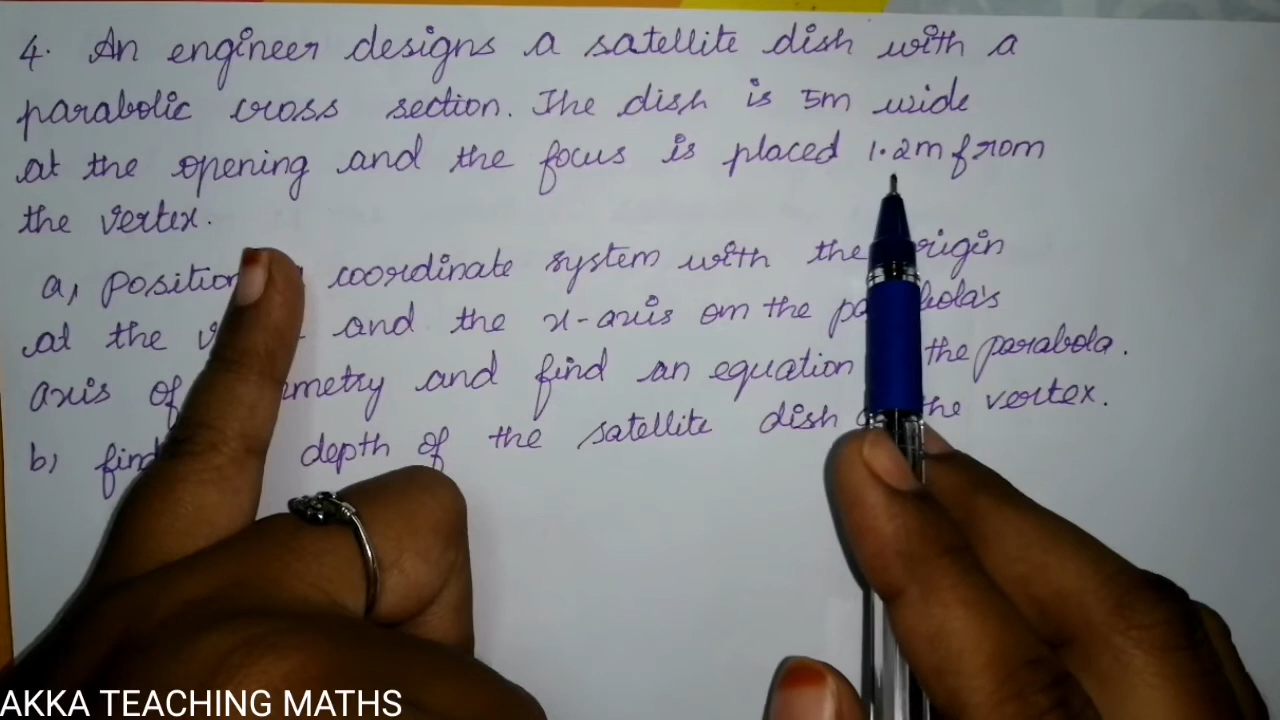 4. An engineer designs a satellite dish with a
parabolic cross section. The dish is 5m wide
at the opening and the focus is placed 1.2m from
the vertex.
a, position coordinate system with the origin
at the and the x-axis on the parabola's
axis of and find an equation the parabola.
b, find depth of the satellite dish the vertex.
AKKA TEACHING MATHS